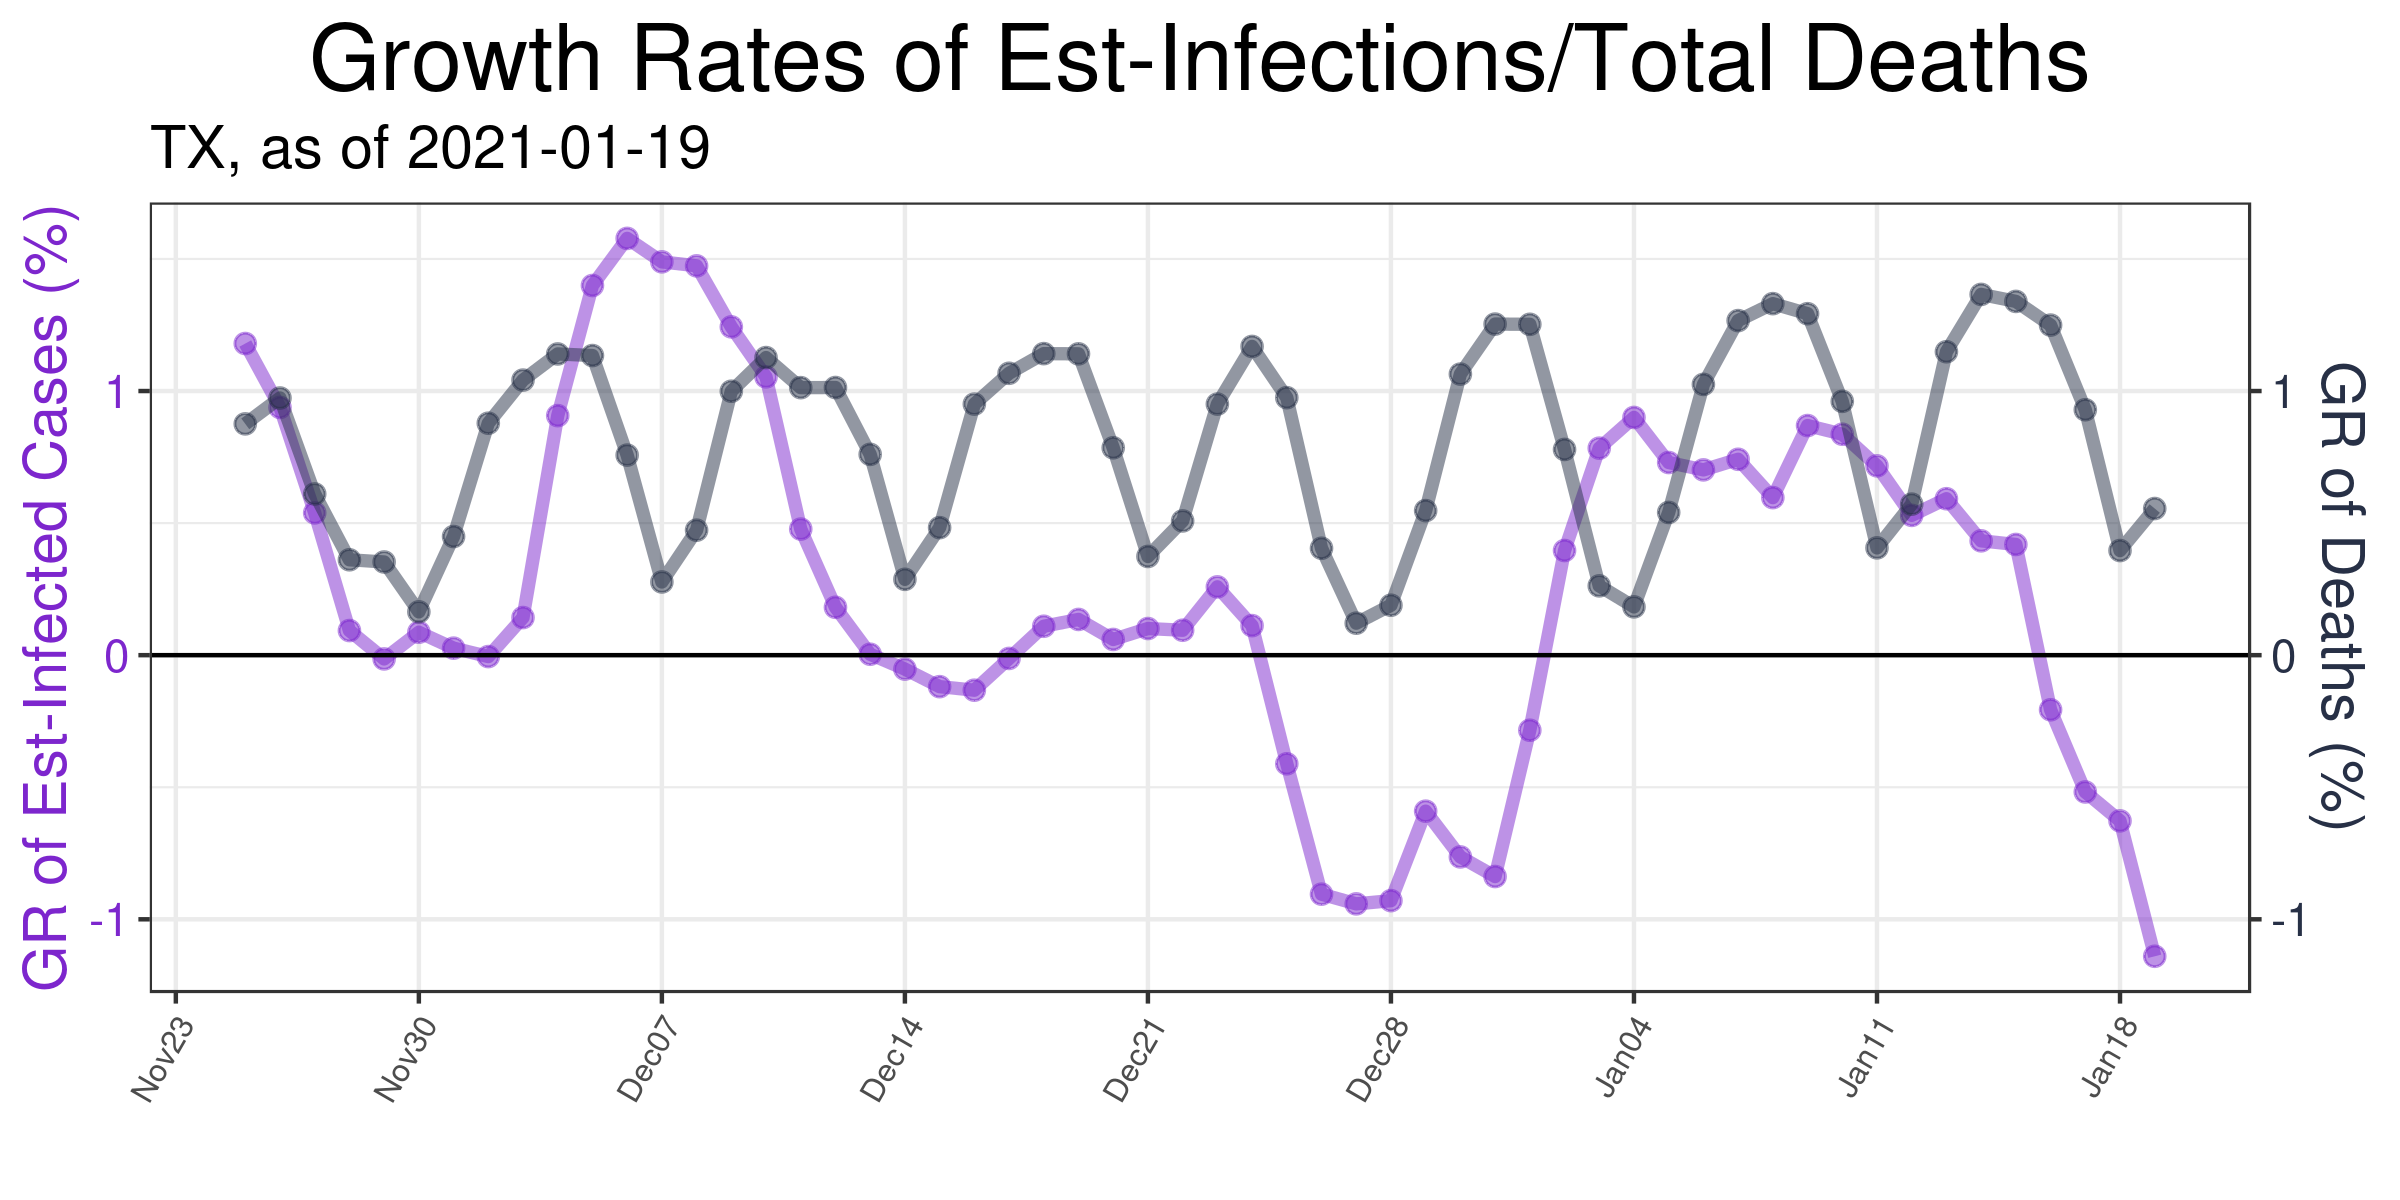 Growth Rates of Est-Infections/Total Deaths
TX, as of 2021-01-19
GR of Est-Infected Cases (%)
1
0
-1
1
0
-1
GR of Deaths (%)
Nov23
Nov30
Dec07
Dec14
Dec21
Dec28
Jan04
Jan11
Jan18